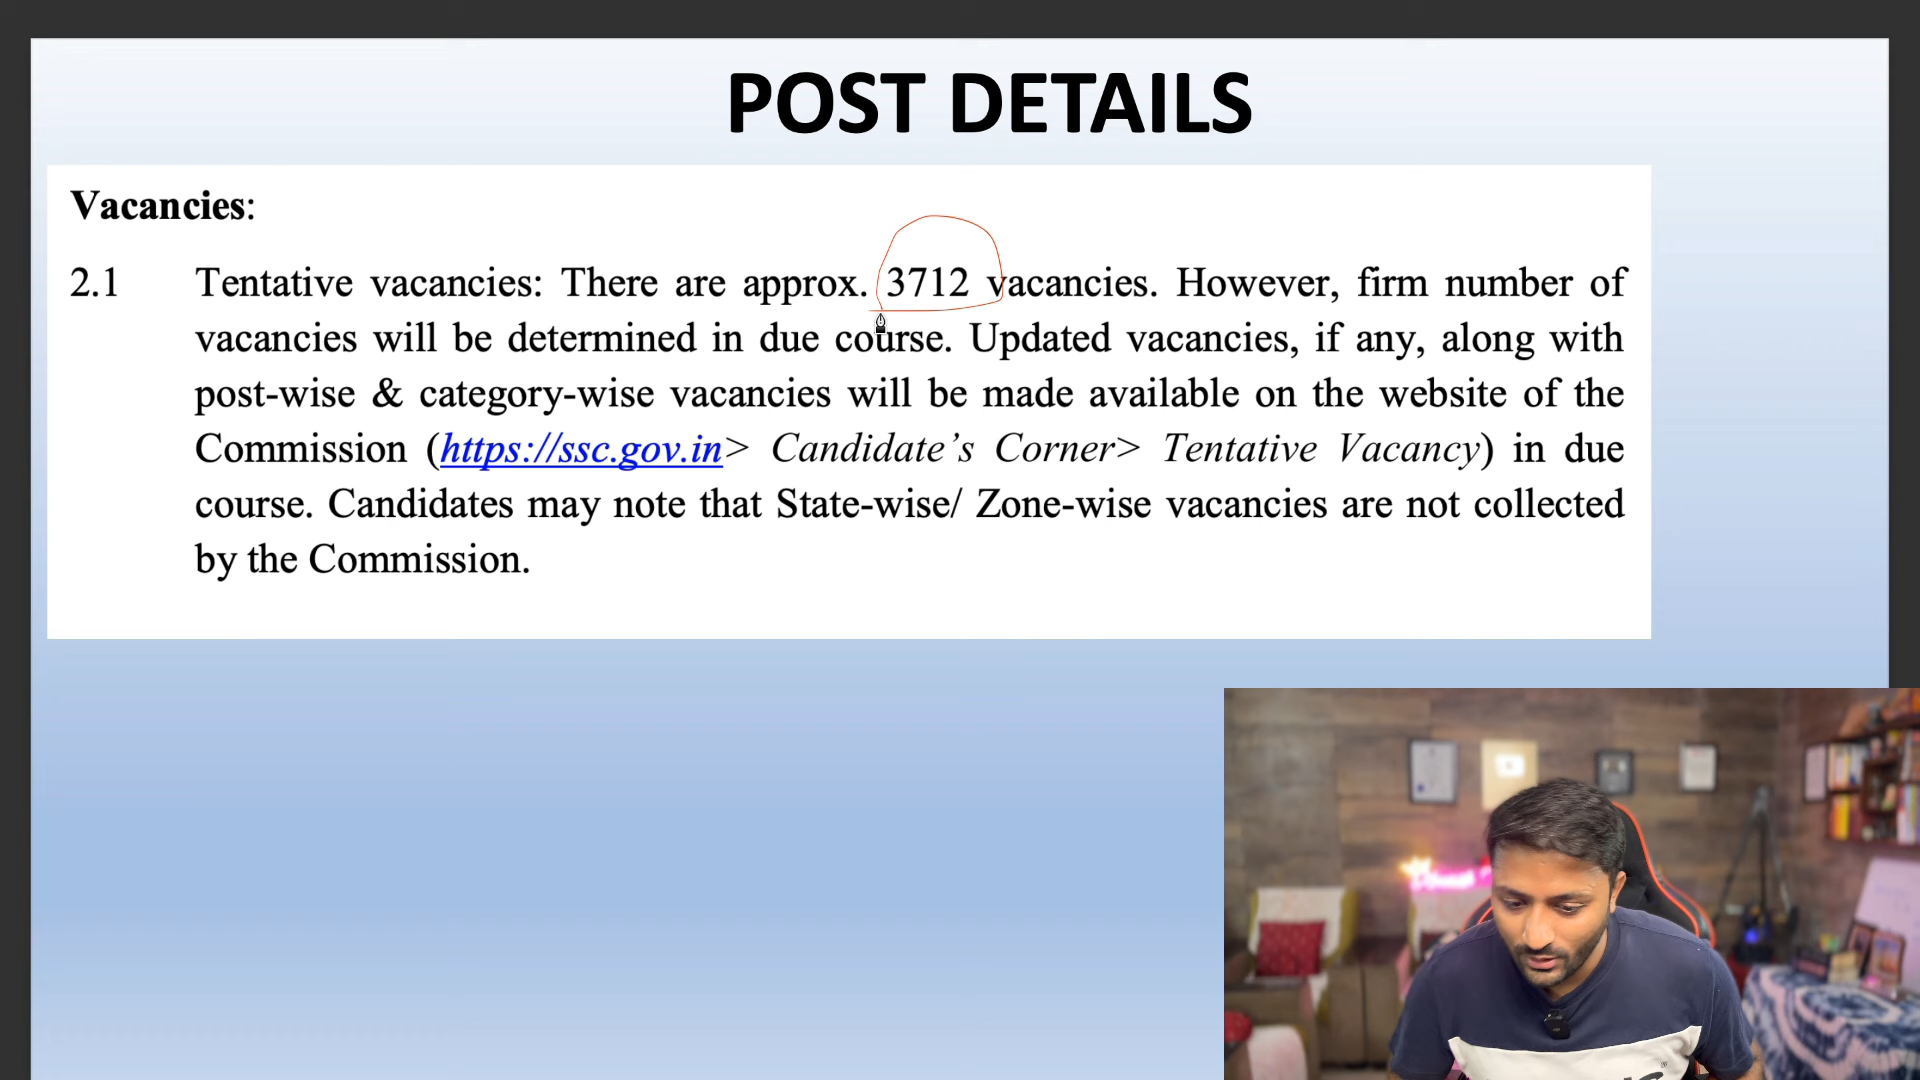 POST DETAILS
Vacancies:
2.1 Tentative vacancies: There are approx. 3712 vacancies. However, firm number of
vacancies will be determined in due course. Updated vacancies, if any, along with
post-wise & category-wise vacancies will be made available on the website of the
Commission (https://ssc.gov.in> Candidate’s Corner> Tentative Vacancy) in due
course. Candidates may note that State-wise/ Zone-wise vacancies are not collected
by the Commission.